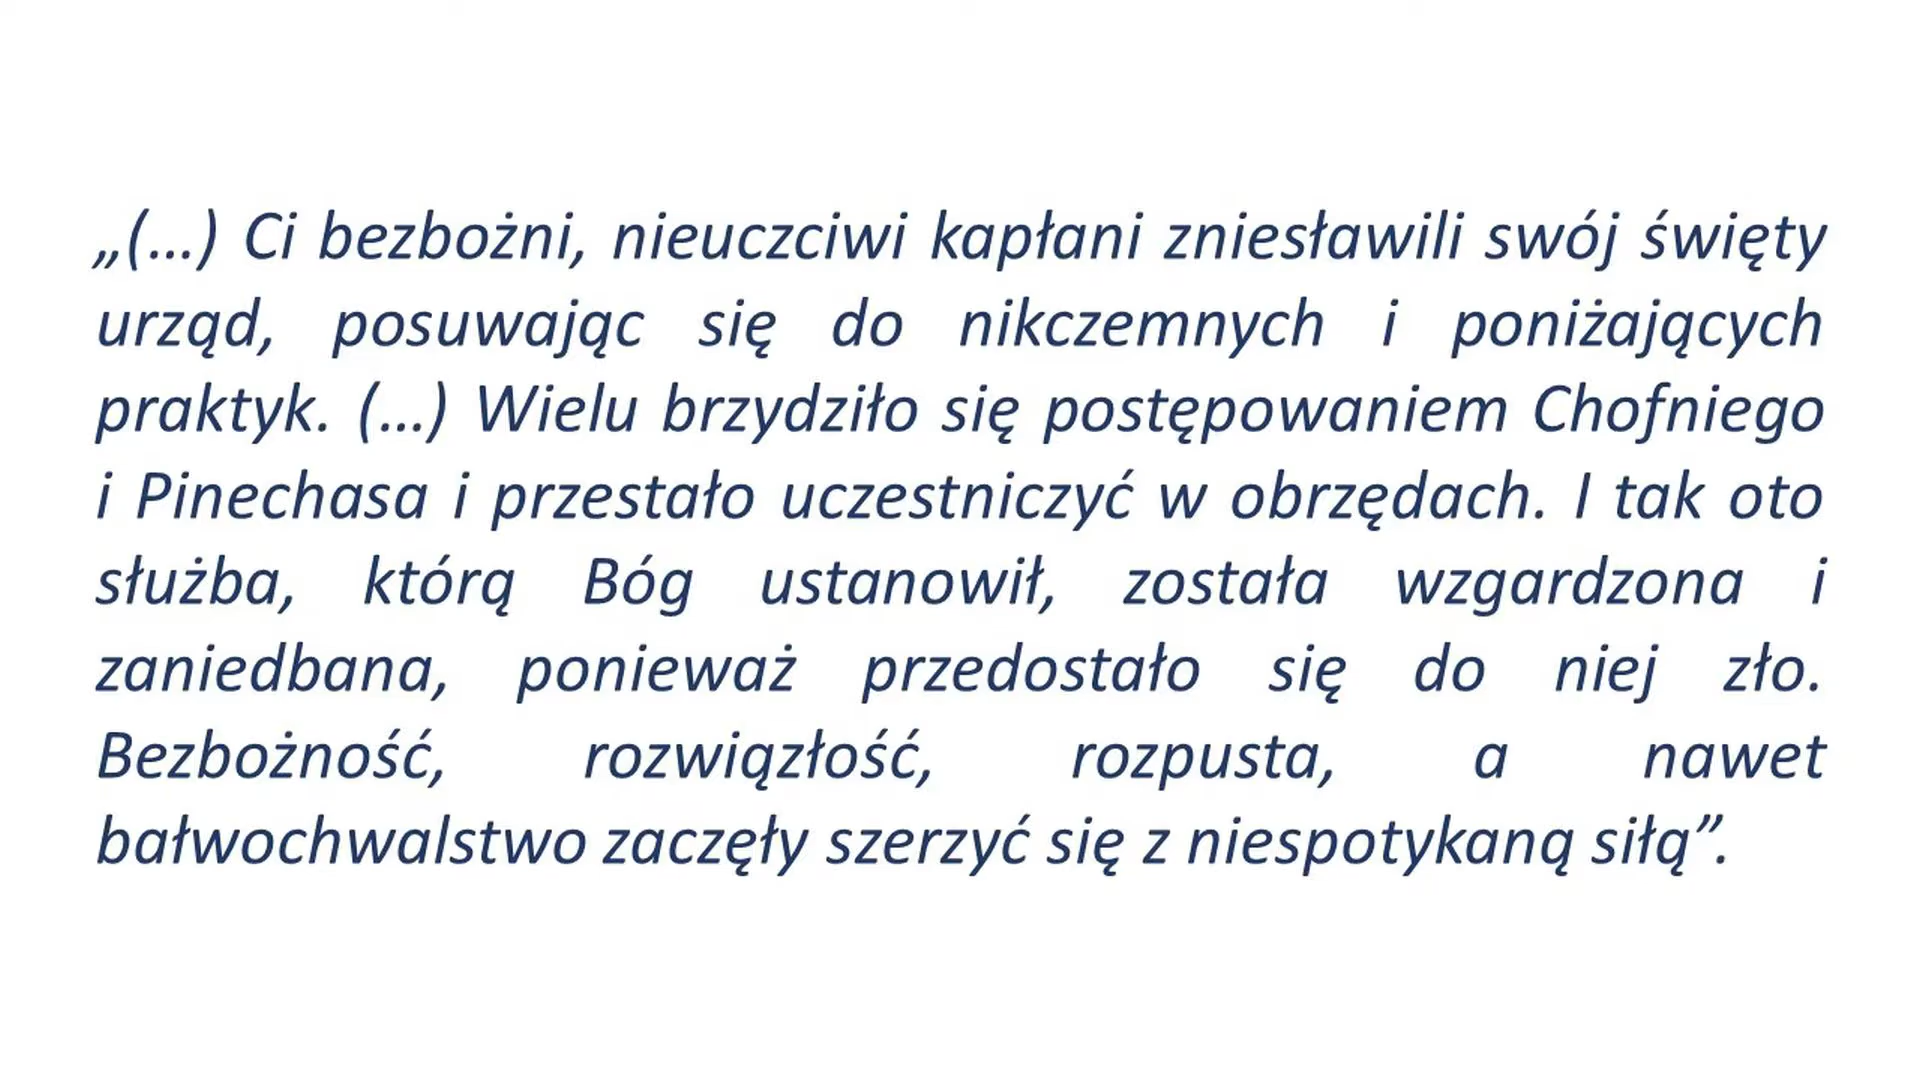 „(…) Ci bezbożni, nieuczciwi kapłani zniesławili swój święty
urząd, posuwając się do nikczemnych i poniżających
praktyk. (…) Wielu brzydziło się postępowaniem Chofniego
i Pinechasa i przestało uczestniczyć w obrzędach. I tak oto
służba, którą Bóg ustanowił, została wzgardzona i
zaniedbana, ponieważ przedostało się do niej zło.
Bezbożność, rozwiązłość, rozpusta, a nawet
bałwochwalstwo zaczęły szerzyć się z niespotykaną siłą”.